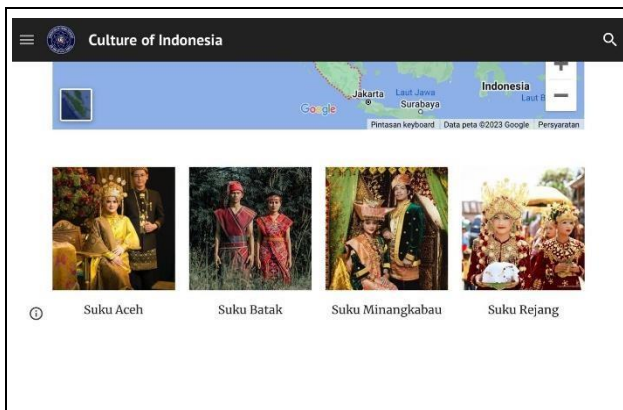 Culture of Indonesia
Jakarta
Laut Jawa
Surabaya
Indonesia
Laut B
Google
Pintasan keyboard
Data peta ©2023 Google
Persyaratan
Suku Aceh
Suku Batak
Suku Minangkabau
Suku Rejang